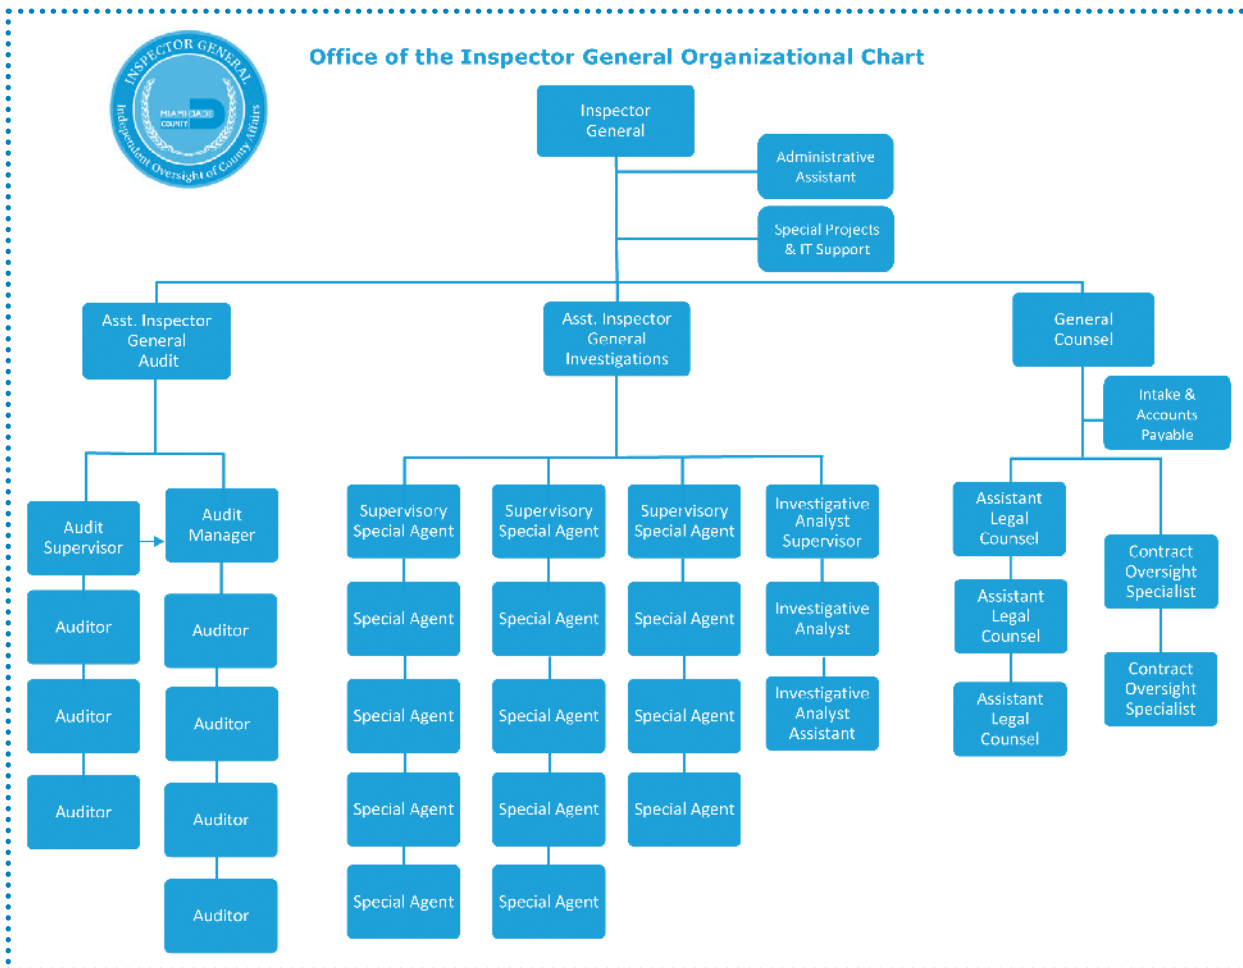 INSPECTOR GENERAL
MIAMI-DADE
COUNTY
Independent Oversight of County Affairs
Office of the Inspector General Organizational Chart
Inspector
General
Administrative
Assistant
Special Projects
& IT Support
Asst. Inspector
General
Audit
Asst. Inspector
General
Investigations
General
Counsel
Intake &
Accounts
Payable
Audit
Supervisor
Audit
Manager
Auditor
Auditor
Auditor
Auditor
Auditor
Auditor
Auditor
Supervisory
Special Agent
Special Agent
Special Agent
Special Agent
Special Agent
Supervisory
Special Agent
Special Agent
Special Agent
Special Agent
Special Agent
Supervisory
Special Agent
Special Agent
Special Agent
Special Agent
Investigative
Analyst
Supervisor
Investigative
Analyst
Investigative
Analyst
Assistant
Assistant
Legal
Counsel
Assistant
Legal
Counsel
Assistant
Legal
Counsel
Contract
Oversight
Specialist
Contract
Oversight
Specialist